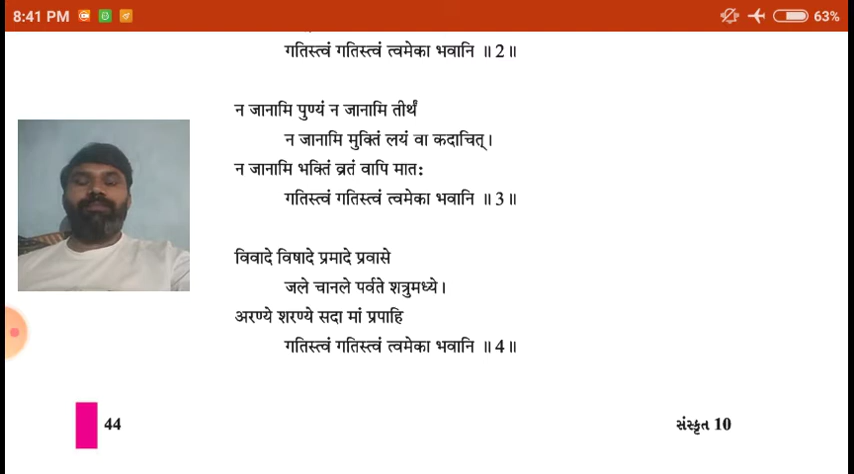 8:41 PM
63%
गतिस्त्वं गतिस्त्वं त्वमेका भवानि ॥ 2 ॥
न जानामि पुण्यं न जानामि तीर्थं
न जानामि मुक्तिं लयं वा कदाचित् ।
न जानामि भक्तिं व्रतं वापि मातः
गतिस्त्वं गतिस्त्वं त्वमेका भवानि ॥ 3 ॥
विवादे विषादे प्रमादे प्रवासे
जले चानले पर्वते शत्रुमध्ये ।
अरण्ये शरण्ये सदा मां प्रपाहि
गतिस्त्वं गतिस्त्वं त्वमेका भवानि ॥ 4 ॥
44
સંસ્કૃત 10